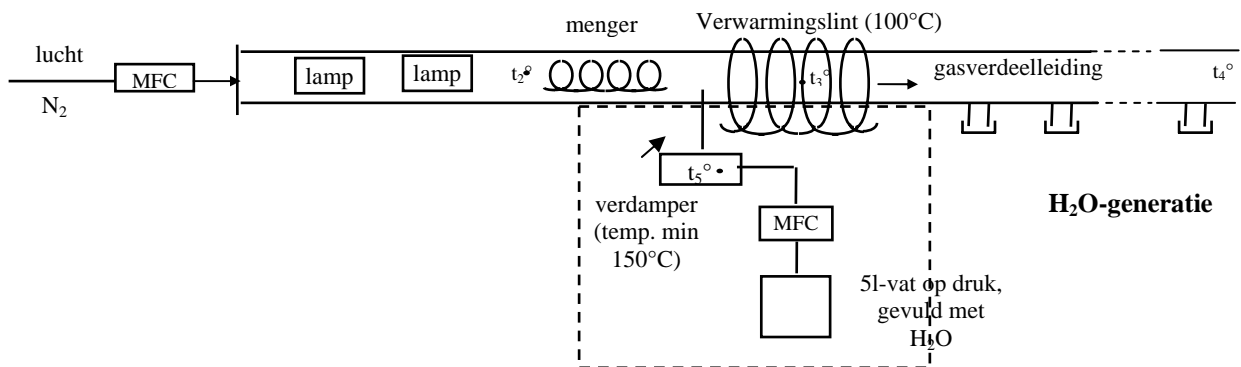 menger
Verwarmingslint (100°C)
lucht
MFC
N₂
lamp
lamp
t₂°
t₃°
gasverdeelleiding
t₄°
t₅°
verdamper
(temp. min
150°C)
MFC
H₂O-generatie
5l-vat op druk,
gevuld met
H₂O